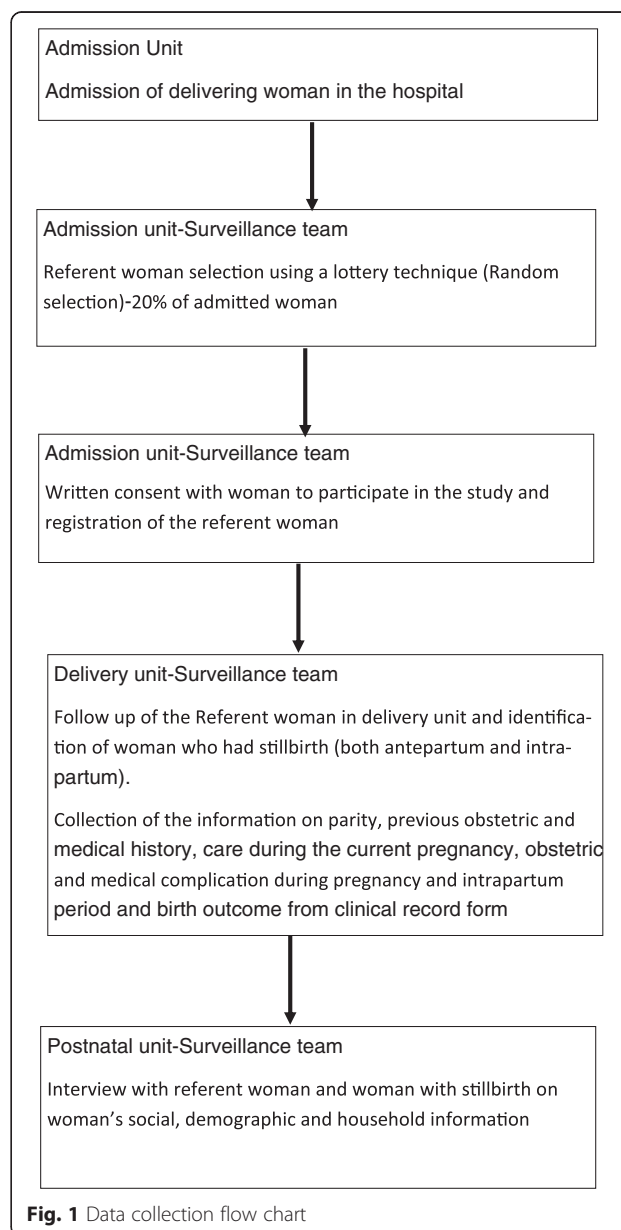 Admission Unit
Admission of delivering woman in the hospital
Admission unit-Surveillance team
Referent woman selection using a lottery technique (Random
selection)-20% of admitted woman
Admission unit-Surveillance team
Written consent with woman to participate in the study and
registration of the referent woman
Delivery unit-Surveillance team
Follow up of the Referent woman in delivery unit and identifica-
tion of woman who had stillbirth (both antepartum and intra-
partum).
Collection of the information on parity, previous obstetric and
medical history, care during the current pregnancy, obstetric
and medical complication during pregnancy and intrapartum
period and birth outcome from clinical record form
Postnatal unit-Surveillance team
Interview with referent woman and woman with stillbirth on
woman's social, demographic and household information
Fig. 1 Data collection flow chart